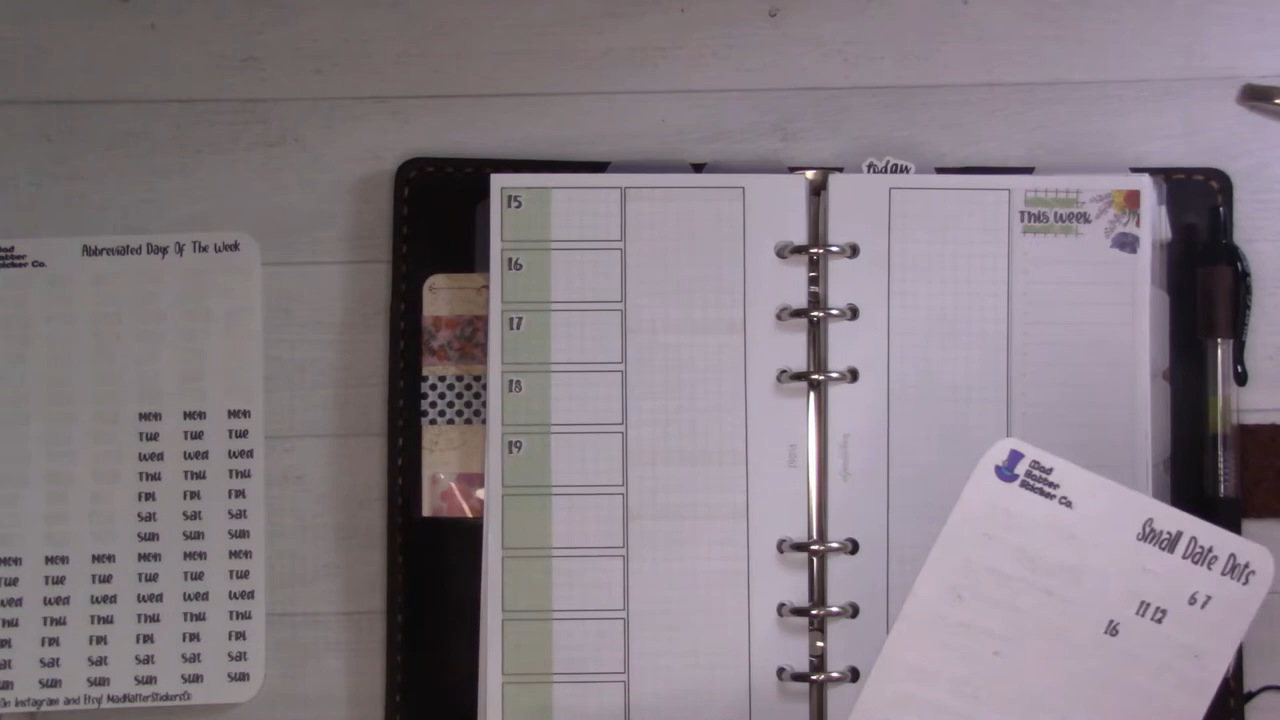 Abbreviated Days Of The Week
Sticker Co.
Mon Mon Mon
Tue Tue Tue
Wed Wed Wed
Thu Thu Thu
Fri Fri Fri
Sat Sat Sat
Sun Sun Sun
Mon Mon Mon Mon Mon Mon
Tue Tue Tue Tue Tue Tue
Wed Wed Wed Wed Wed Wed
Thu Thu Thu Thu Thu Thu
Fri Fri Fri Fri Fri Fri
Sat Sat Sat Sat Sat Sat
Sun Sun Sun Sun Sun Sun
On Instagram and Etsy! MadHatterStickerCo
15
16
17
18
19
today
This Week
Mad
Hatter
Sticker Co.
Small Date Dots
6 7
11 12
16